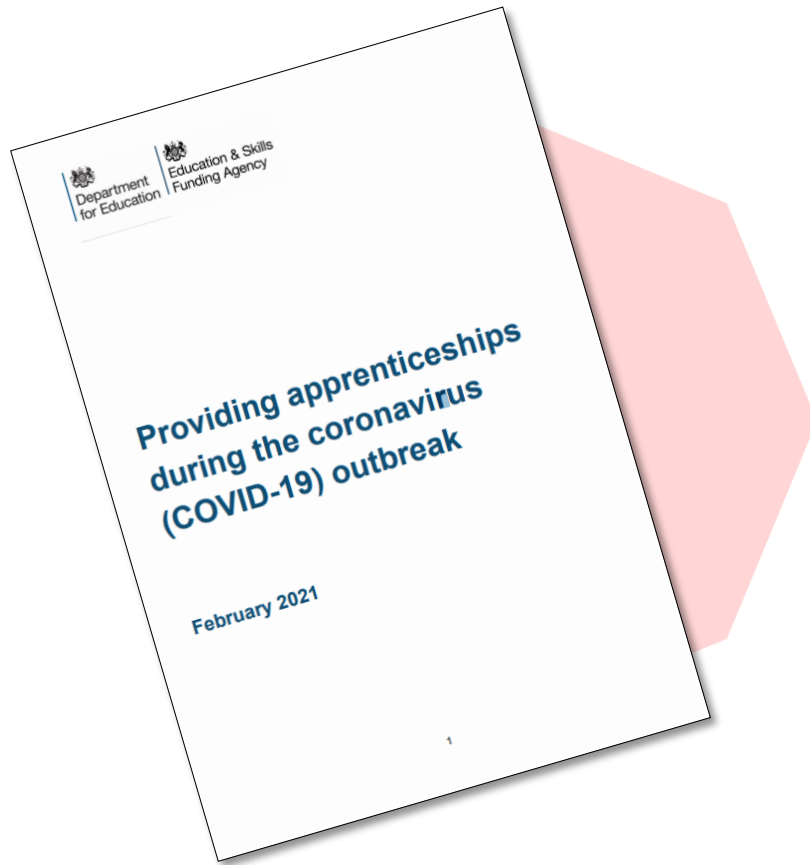 Department
for Education
Education & Skills
Funding Agency
Providing apprenticeships
during the coronavirus
(COVID-19) outbreak
February 2021
1